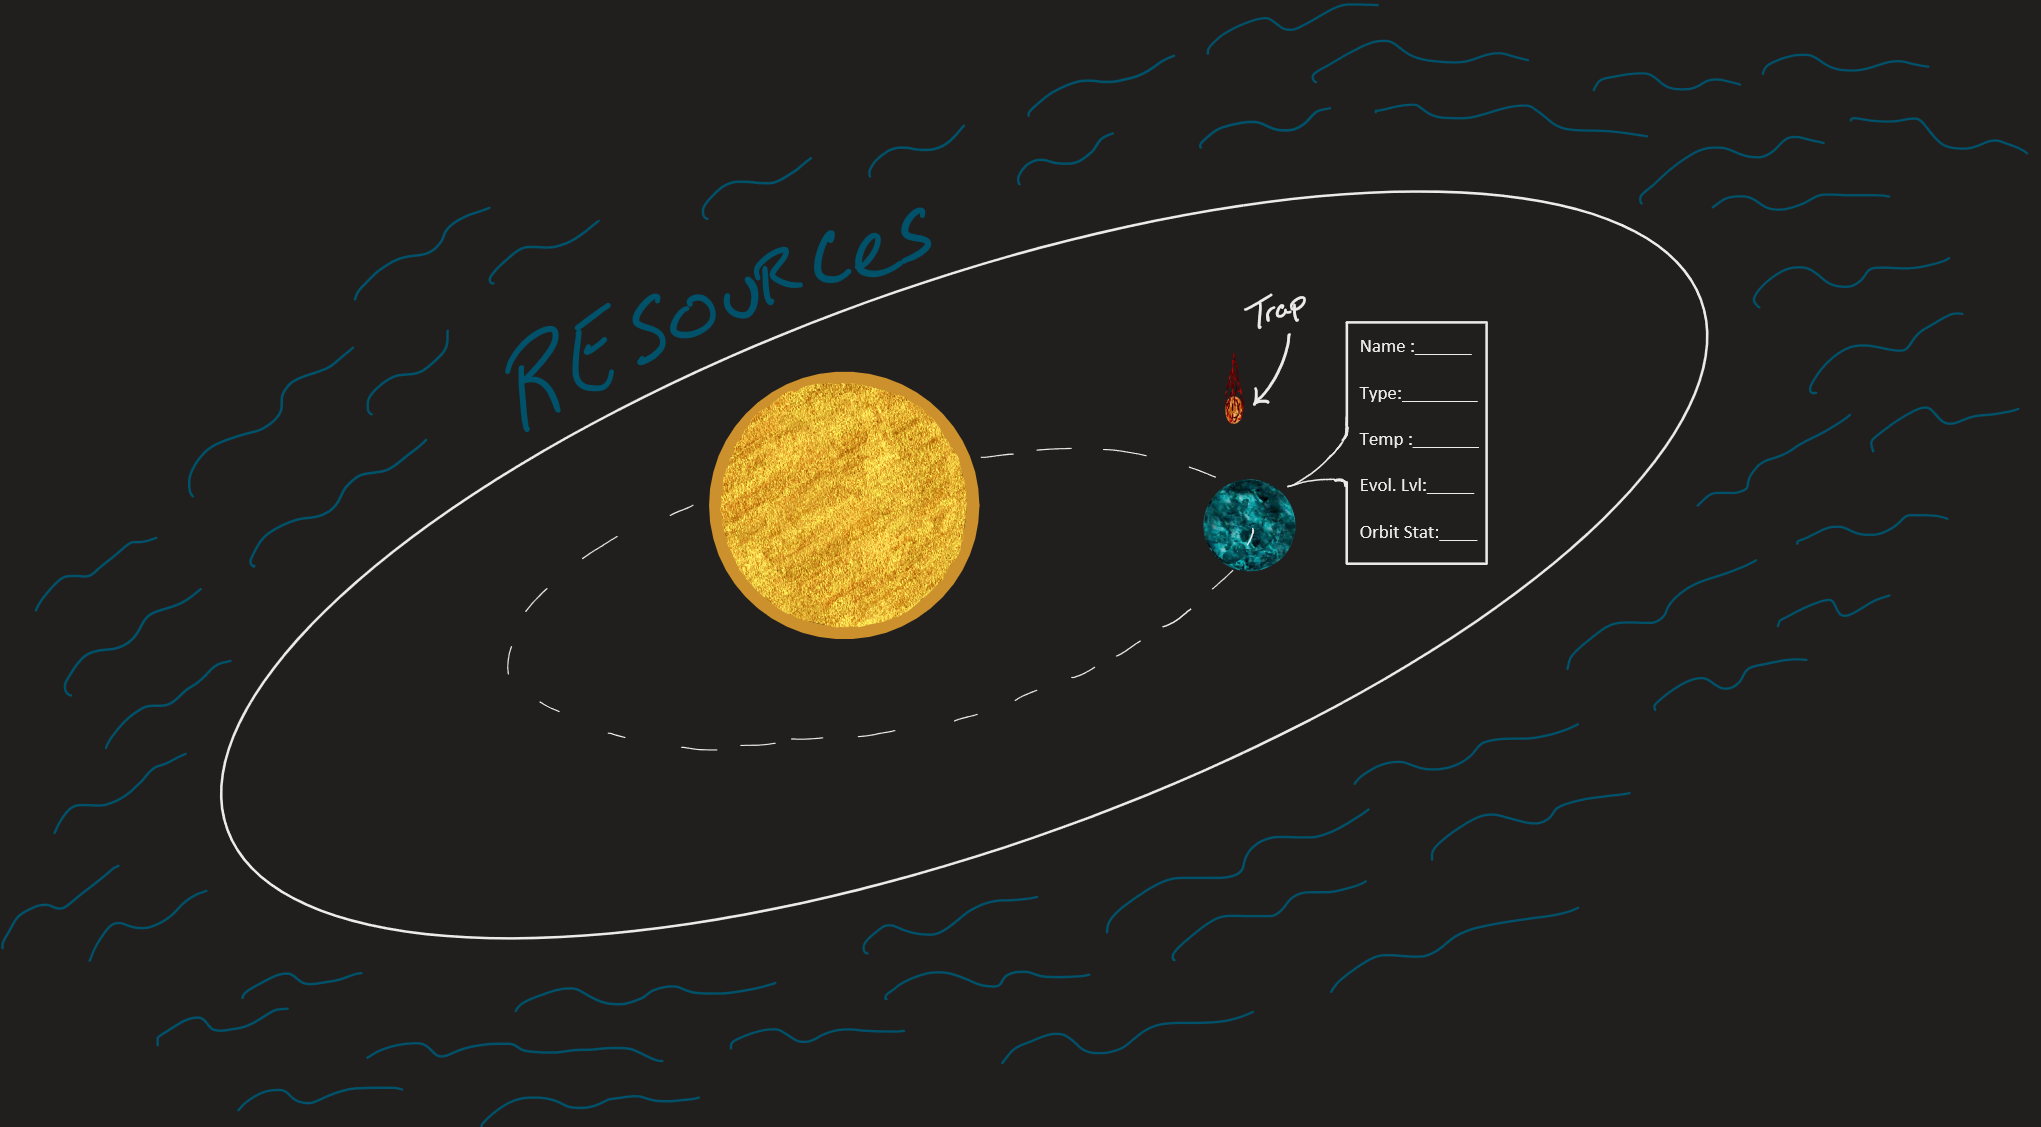 RESOURCES
Trap
Name :______
Type:________
Temp :_______
Evol. Lvl:_____
Orbit Stat:____